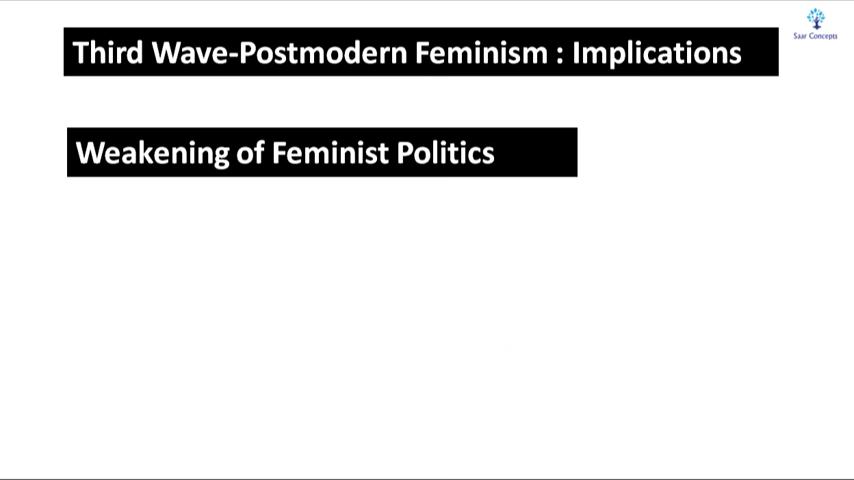 Saar Concepts
Third Wave-Postmodern Feminism : Implications
Weakening of Feminist Politics